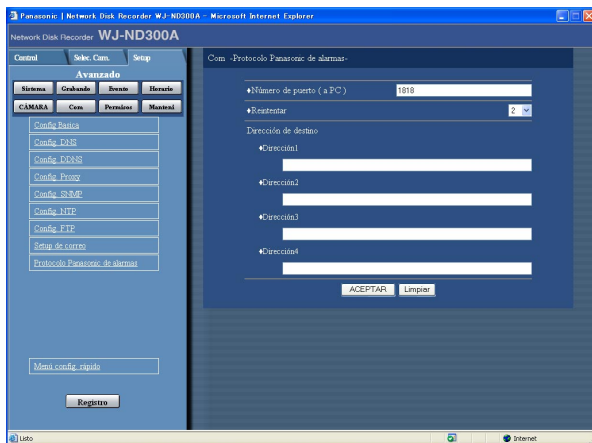 Panasonic | Network Disk Recorder WJ-ND300A - Microsoft Internet Explorer
Network Disk Recorder WJ-ND300A
Control Selec. Cam. Setup
Com -Protocolo Panasonic de alarmas-
Avanzado
Sistema Grabando Evento Horario
CÁMARA Com Permisos Manteni
Config Basica
Config. DNS
Config. DDNS
Config. Proxy
Config. SNMP
Config. NTP
Config. FTP
Setup de correo
Protocolo Panasonic de alarmas
Menú config. rápido
Registro
♦Número de puerto ( a PC ) 1818
♦Reintentar 2
Dirección de destino
♦Dirección1
♦Dirección2
♦Dirección3
♦Dirección4
ACEPTAR Limpiar
Listo Internet